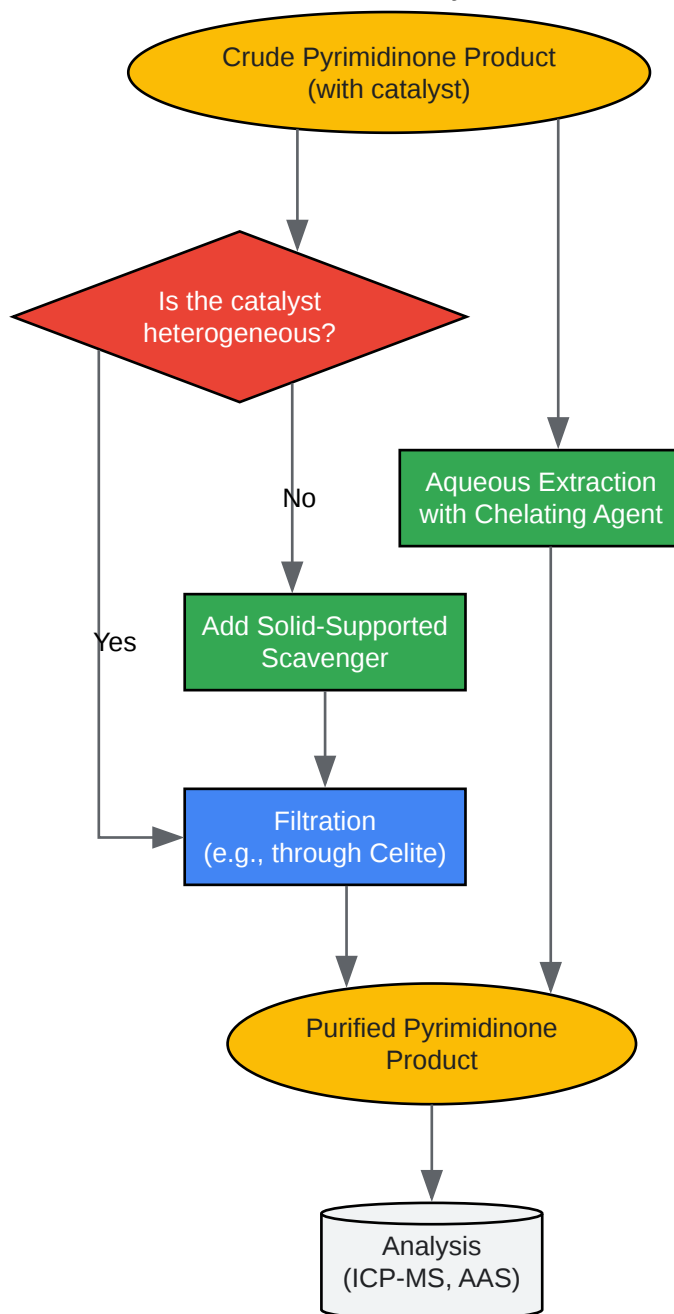 Crude Pyrimidinone Product
(with catalyst)
Is the catalyst
heterogeneous?
Aqueous Extraction
with Chelating Agent
No
Add Solid-Supported
Scavenger
Yes
Filtration
(e.g., through Celite)
Purified Pyrimidinone
Product
Analysis
(ICP-MS, AAS)